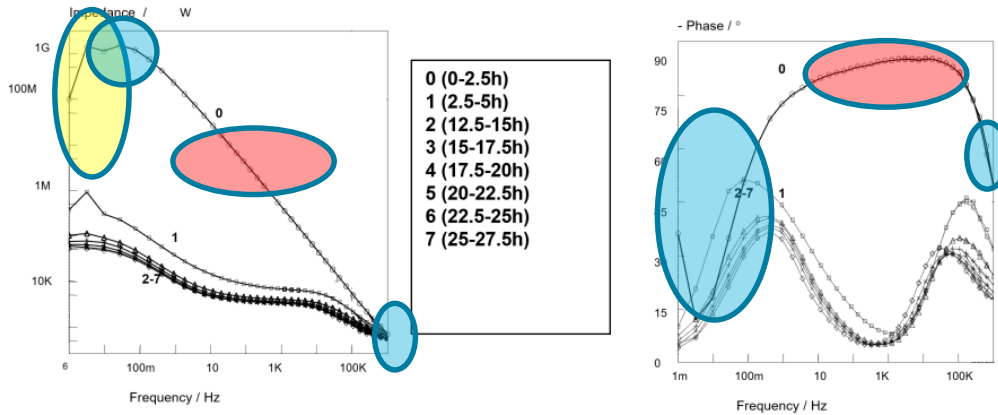 Impedance / W
1G
100M
1M
10K
0
1
2-7
6 100m 10 1K 100K
Frequency / Hz
0 (0-2.5h)
1 (2.5-5h)
2 (12.5-15h)
3 (15-17.5h)
4 (17.5-20h)
5 (20-22.5h)
6 (22.5-25h)
7 (25-27.5h)
- Phase / °
90
75
60
45
30
15
0
0
1
2-7
1m 100m 10 1K 100K
Frequency / Hz